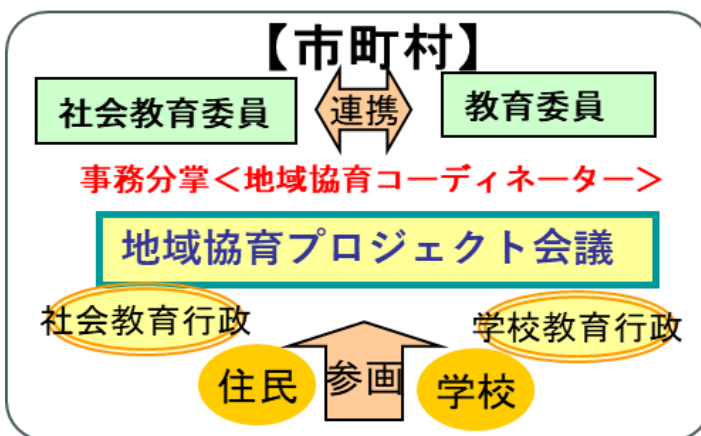 【市町村】
社会教育委員
連携
教育委員
事務分掌＜地域協育コーディネーター＞
地域協育プロジェクト会議
社会教育行政
学校教育行政
住民
参画
学校